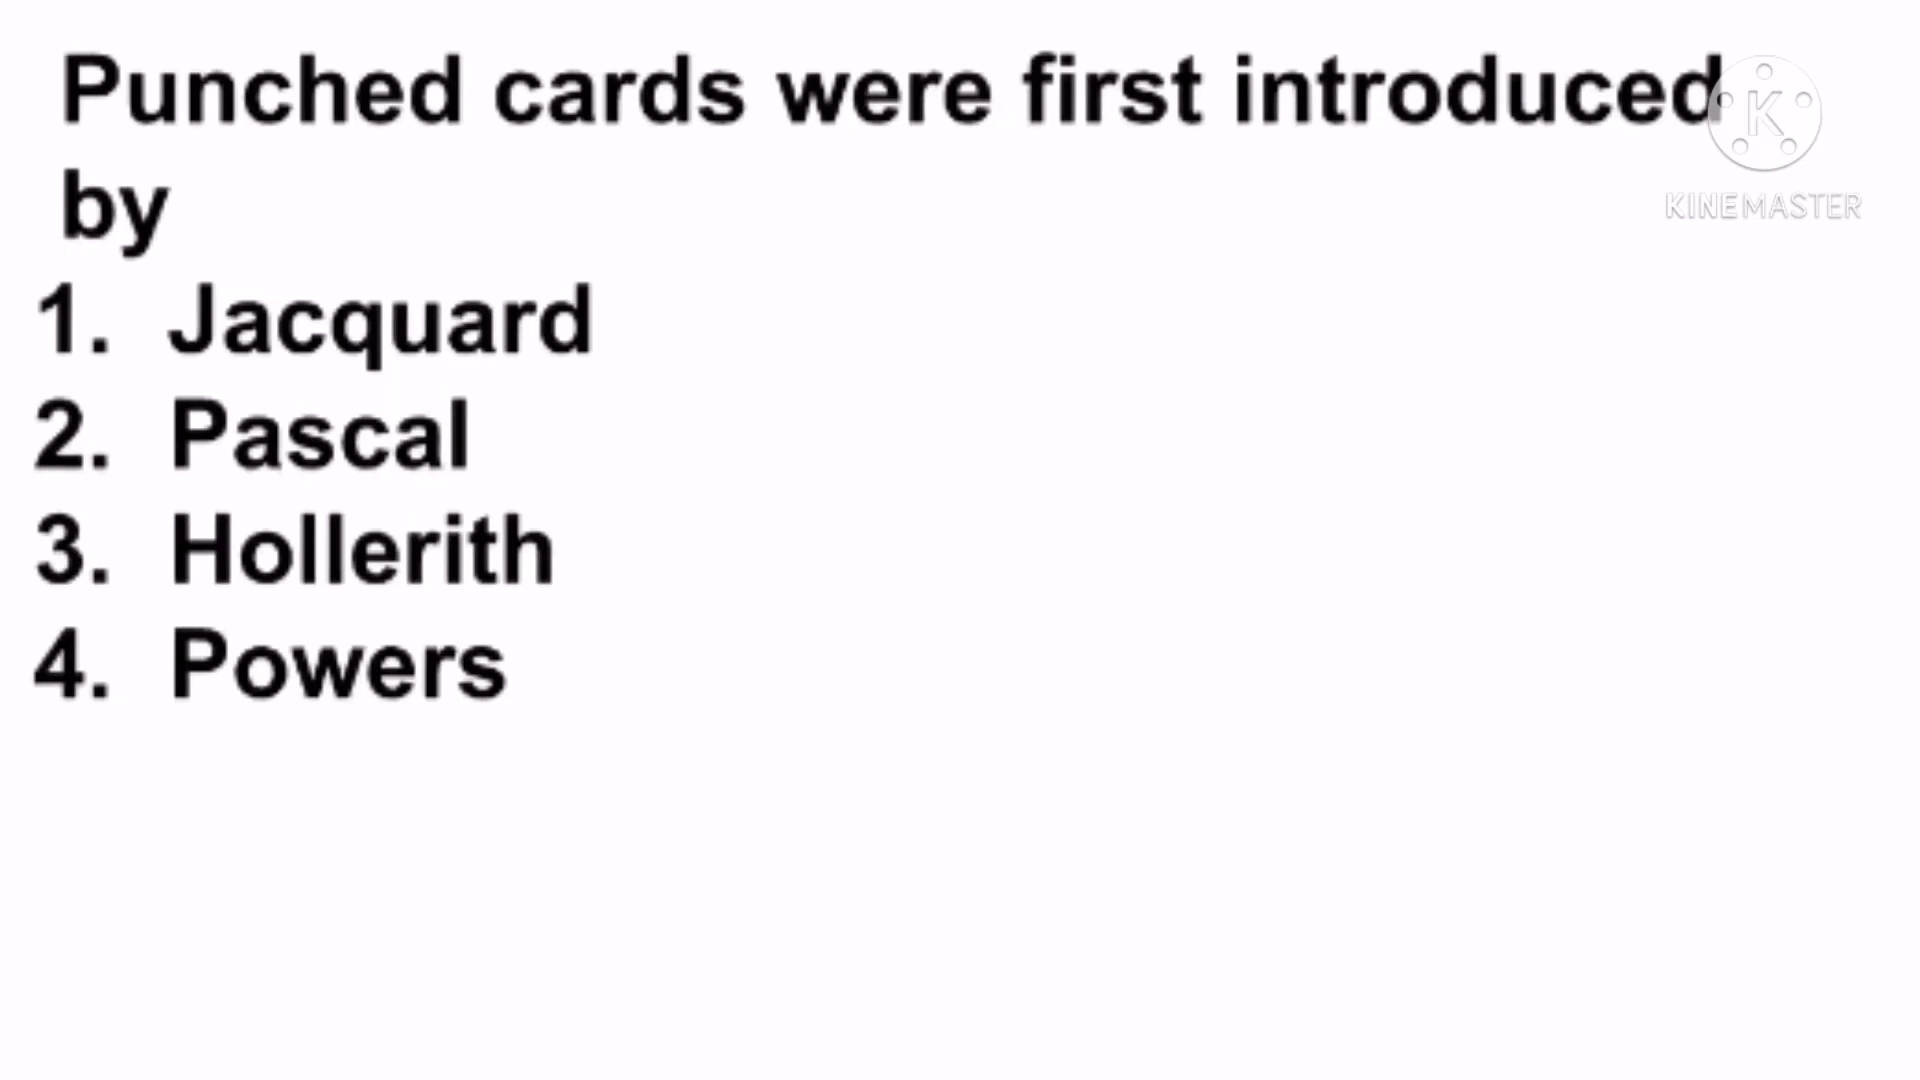 Punched cards were first introduced
K
KINEMASTER
by
1. Jacquard
2. Pascal
3. Hollerith
4. Powers